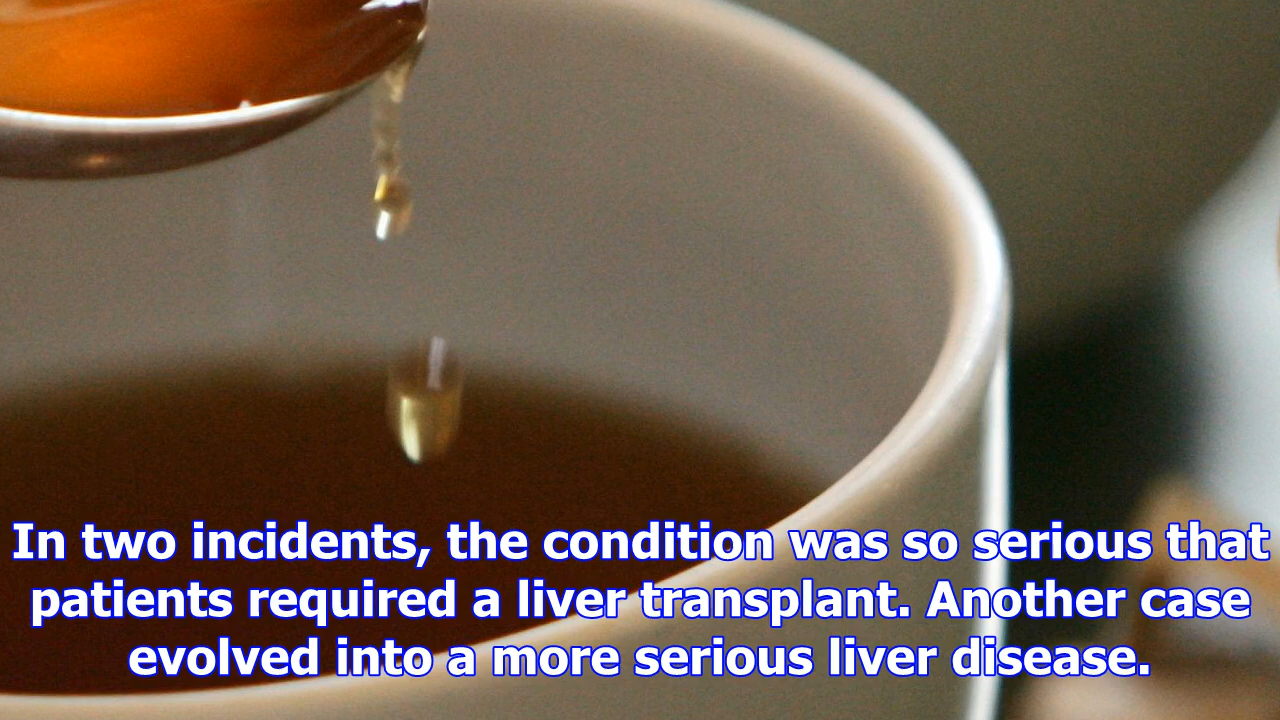 In two incidents, the condition was so serious that
patients required a liver transplant. Another case
evolved into a more serious liver disease.